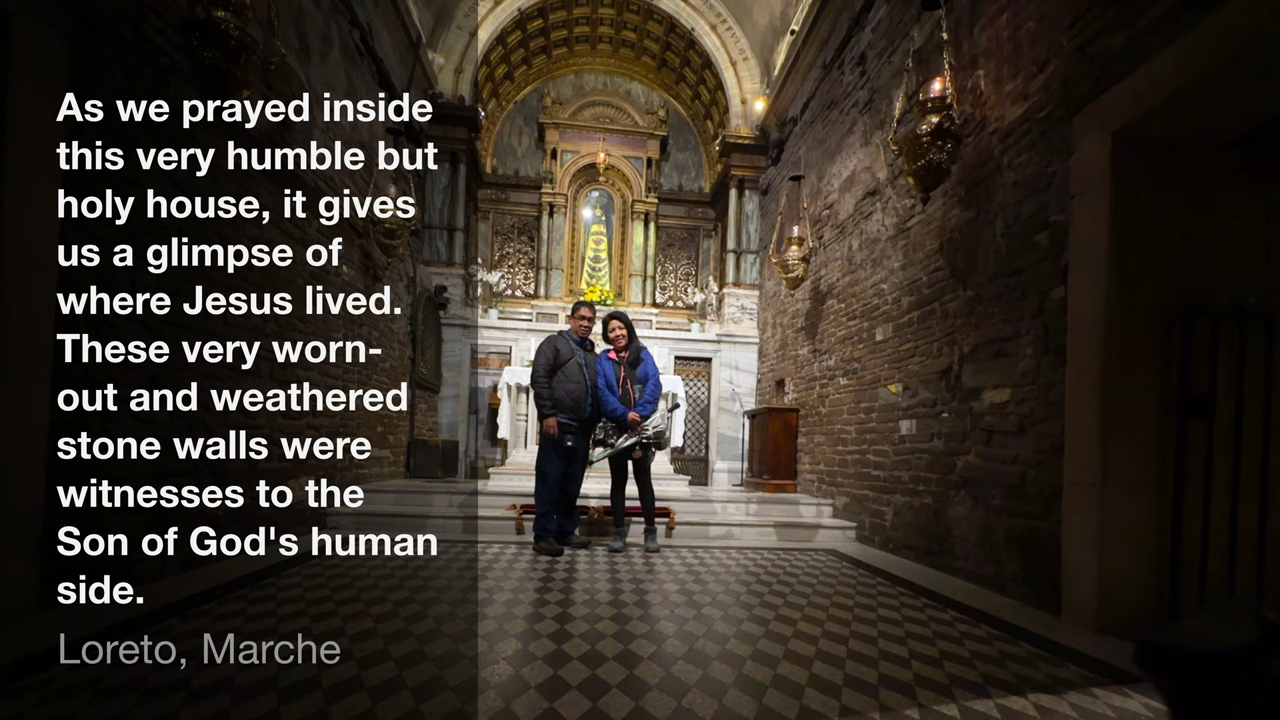 As we prayed inside
this very humble but
holy house, it gives
us a glimpse of
where Jesus lived.
These very worn-
out and weathered
stone walls were
witnesses to the
Son of God's human
side.
Loreto, Marche